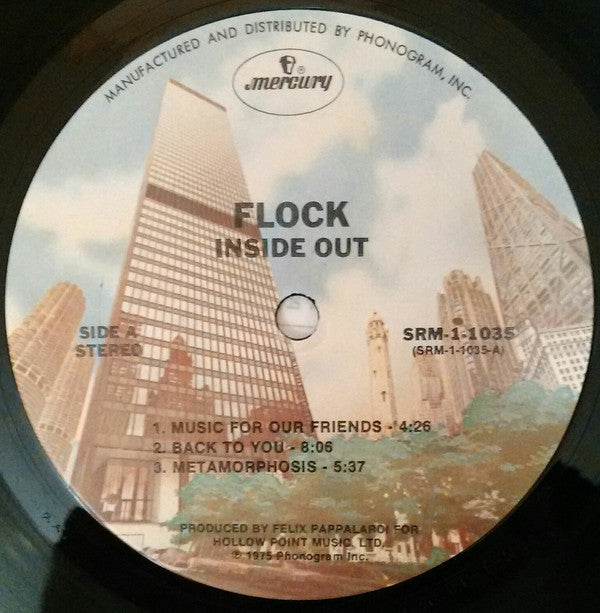 MANUFACTURED AND DISTRIBUTED BY PHONOGRAM, INC.
mercury
FLOCK
INSIDE OUT
SIDE A
STEREO
SRM-1-1035
(SRM-1-1035-A)
1. MUSIC FOR OUR FRIENDS - 4:26
2. BACK TO YOU - 8:06
3. METAMORPHOSIS - 5:37
PRODUCED BY FELIX PAPPALARDI FOR
HOLLOW POINT MUSIC, LTD.
℗ 1975 Phonogram Inc.